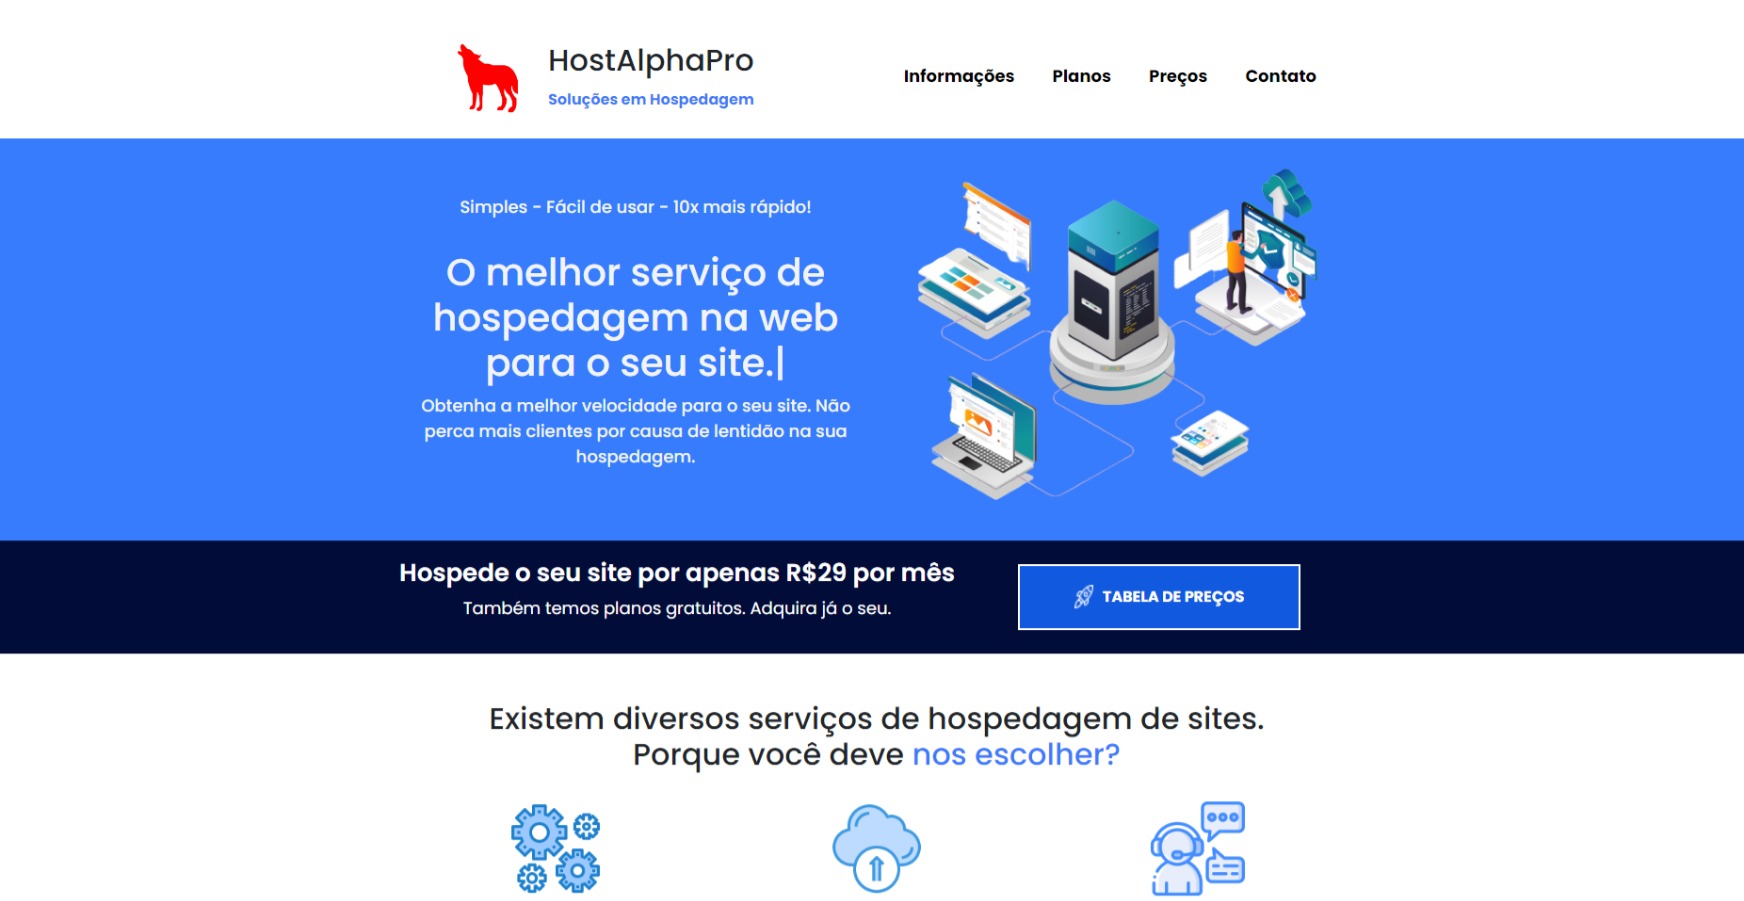 HostAlphaPro
Soluções em Hospedagem
Informações
Planos
Preços
Contato
Simples - Fácil de usar - 10x mais rápido!
O melhor serviço de
hospedagem na web
para o seu site.|
Obtenha a melhor velocidade para o seu site. Não
perca mais clientes por causa de lentidão na sua
hospedagem.
Hospede o seu site por apenas R$29 por mês
Também temos planos gratuitos. Adquira já o seu.
TABELA DE PREÇOS
Existem diversos serviços de hospedagem de sites.
Porque você deve nos escolher?